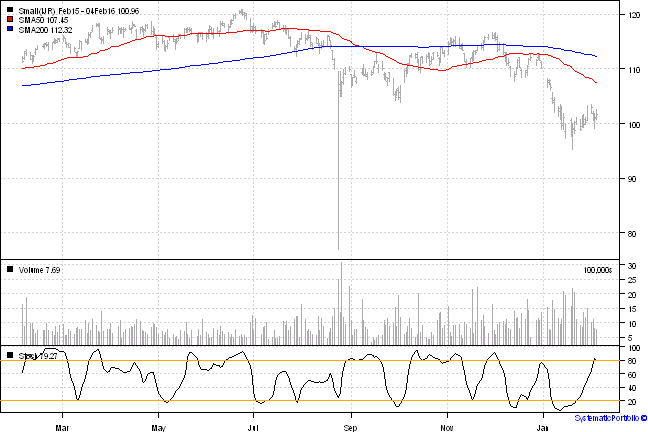 Small(IJR) Feb15 - 04Feb16 100.96
SMA50 107.45
SMA200 112.32
120
110
100
90
80
Volume 7.69
100,000s
30
25
20
15
10
5
Stock 79.27
100
80
60
40
20
Mar May Jul Sep Nov Jan
SystematicPortfolio ©